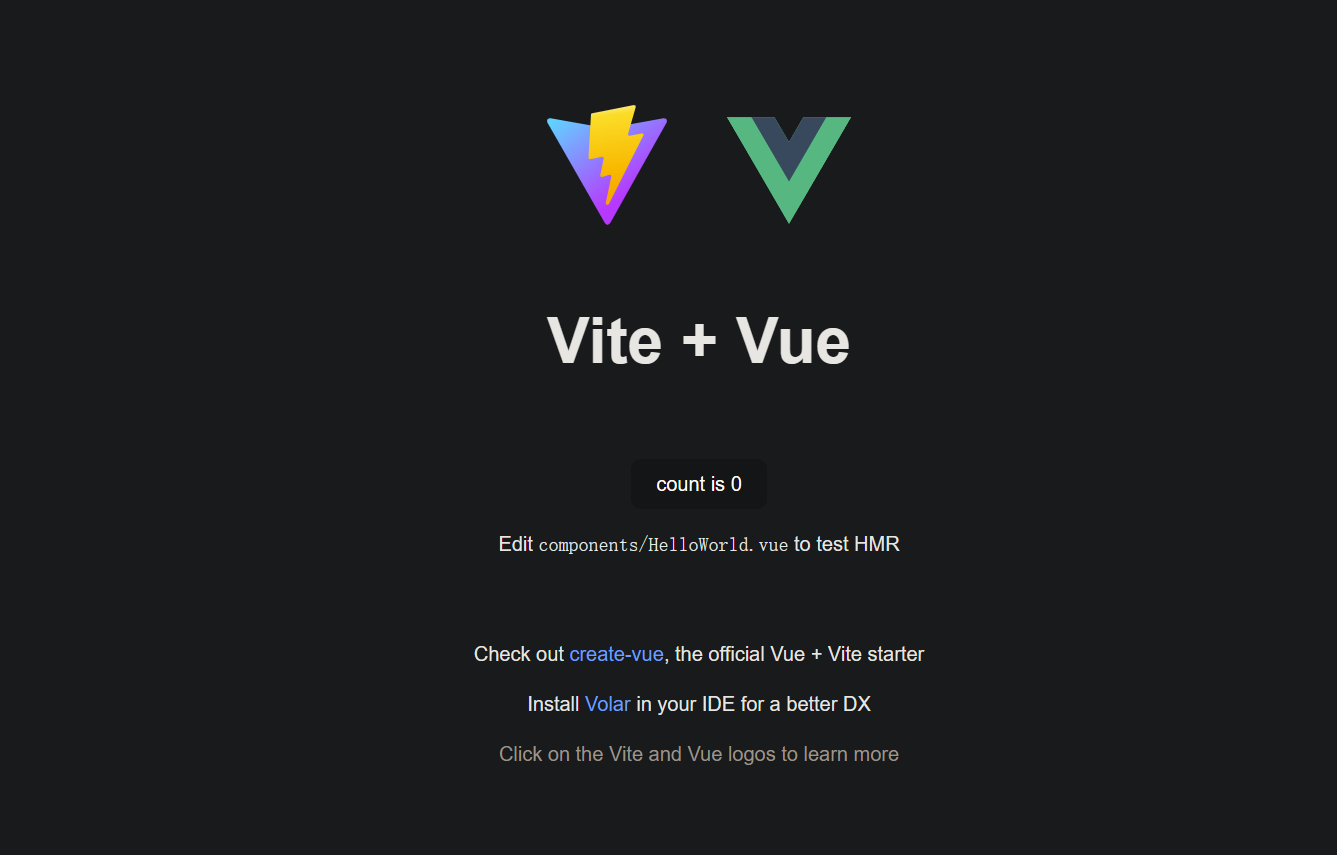 Vite + Vue
count is 0
Edit components/HelloWorld.vue to test HMR
Check out create-vue, the official Vue + Vite starter
Install Volar in your IDE for a better DX
Click on the Vite and Vue logos to learn more